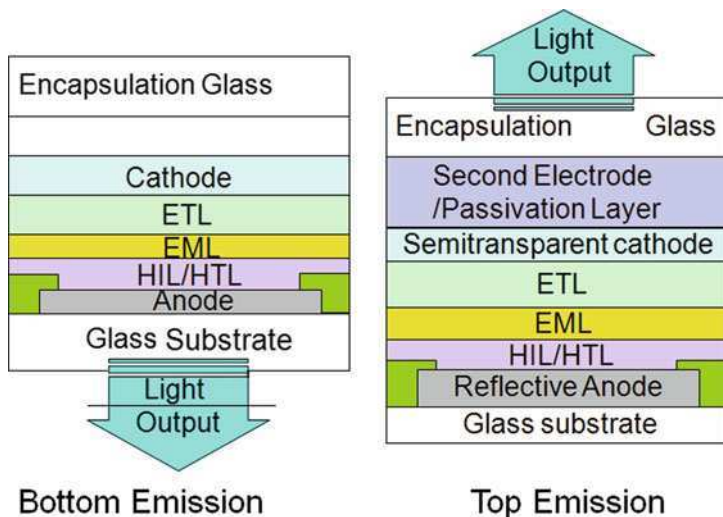 Encapsulation Glass
Cathode
ETL
EML
HIL/HTL
Anode
Glass Substrate
Light
Output
Bottom Emission
Light
Output
Encapsulation Glass
Second Electrode
/Passivation Layer
Semitransparent cathode
ETL
EML
HIL/HTL
Reflective Anode
Glass substrate
Top Emission